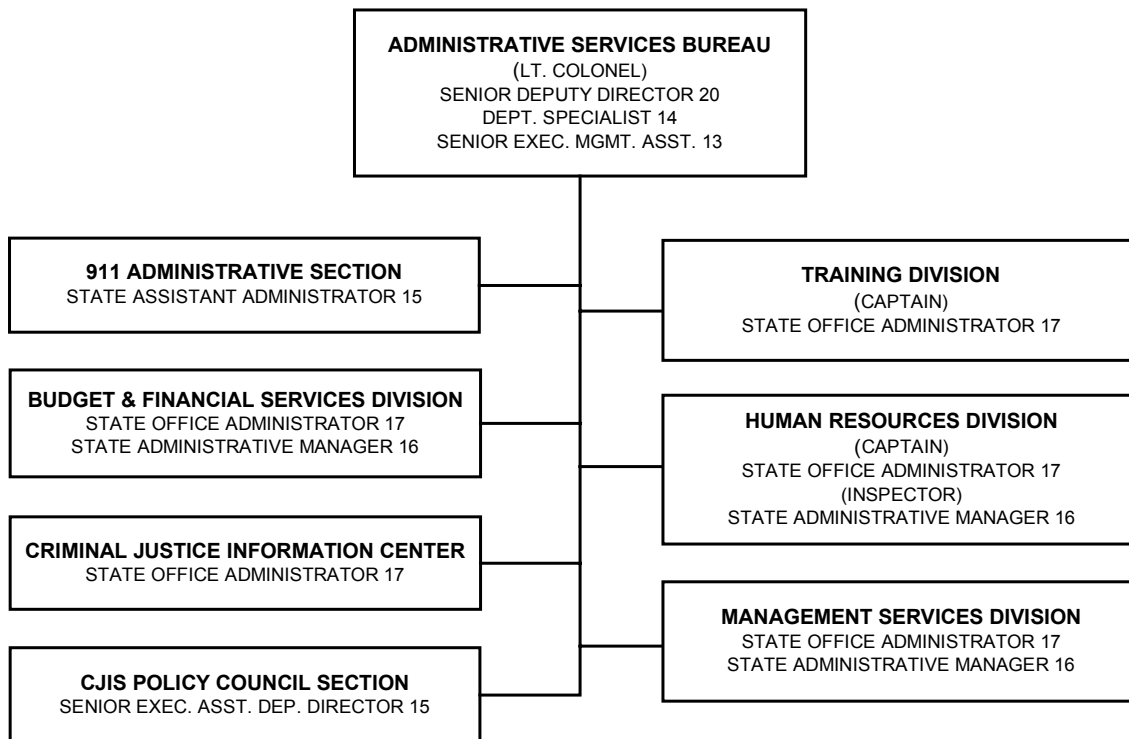 ADMINISTRATIVE SERVICES BUREAU
(LT. COLONEL)
SENIOR DEPUTY DIRECTOR 20
DEPT. SPECIALIST 14
SENIOR EXEC. MGMT. ASST. 13
911 ADMINISTRATIVE SECTION
STATE ASSISTANT ADMINISTRATOR 15
BUDGET & FINANCIAL SERVICES DIVISION
STATE OFFICE ADMINISTRATOR 17
STATE ADMINISTRATIVE MANAGER 16
CRIMINAL JUSTICE INFORMATION CENTER
STATE OFFICE ADMINISTRATOR 17
CJIS POLICY COUNCIL SECTION
SENIOR EXEC. ASST. DEP. DIRECTOR 15
TRAINING DIVISION
(CAPTAIN)
STATE OFFICE ADMINISTRATOR 17
HUMAN RESOURCES DIVISION
(CAPTAIN)
STATE OFFICE ADMINISTRATOR 17
(INSPECTOR)
STATE ADMINISTRATIVE MANAGER 16
MANAGEMENT SERVICES DIVISION
STATE OFFICE ADMINISTRATOR 17
STATE ADMINISTRATIVE MANAGER 16